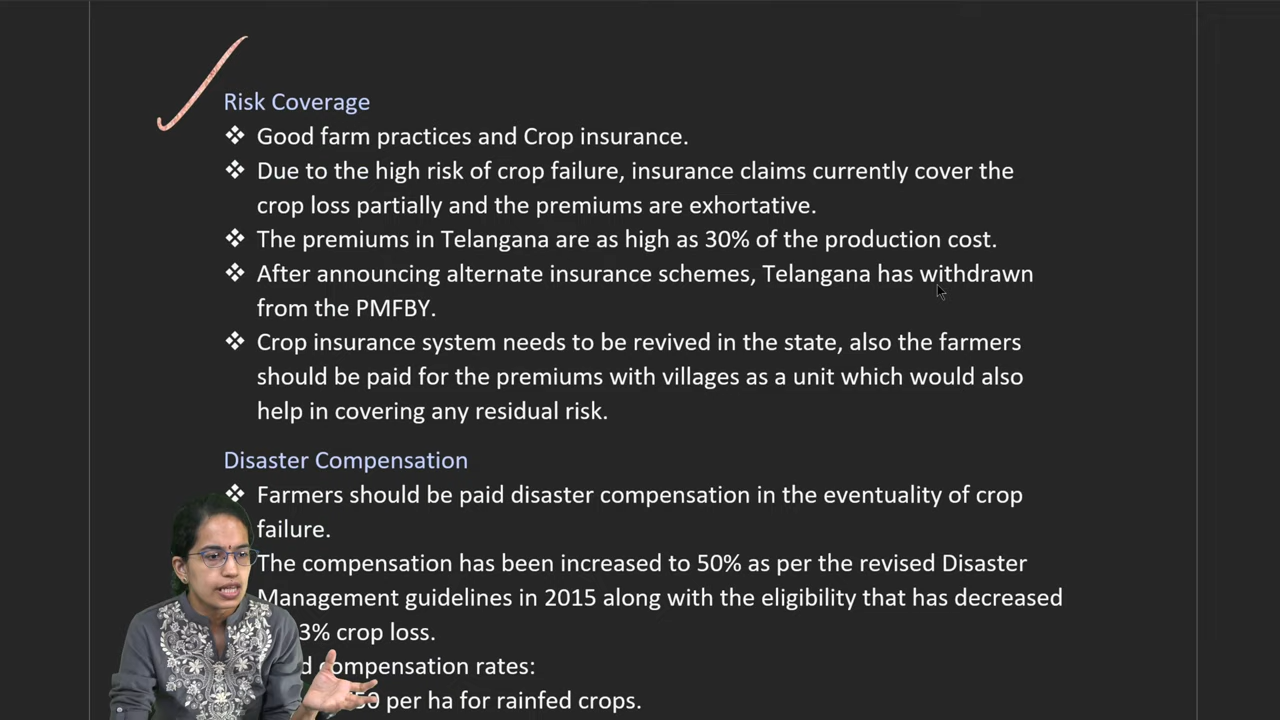 Risk Coverage
❖ Good farm practices and Crop insurance.
❖ Due to the high risk of crop failure, insurance claims currently cover the
crop loss partially and the premiums are exhortative.
❖ The premiums in Telangana are as high as 30% of the production cost.
❖ After announcing alternate insurance schemes, Telangana has withdrawn
from the PMFBY.
❖ Crop insurance system needs to be revived in the state, also the farmers
should be paid for the premiums with villages as a unit which would also
help in covering any residual risk.
Disaster Compensation
❖ Farmers should be paid disaster compensation in the eventuality of crop
failure.
The compensation has been increased to 50% as per the revised Disaster
Management guidelines in 2015 along with the eligibility that has decreased
3% crop loss.
compensation rates:
per ha for rainfed crops.